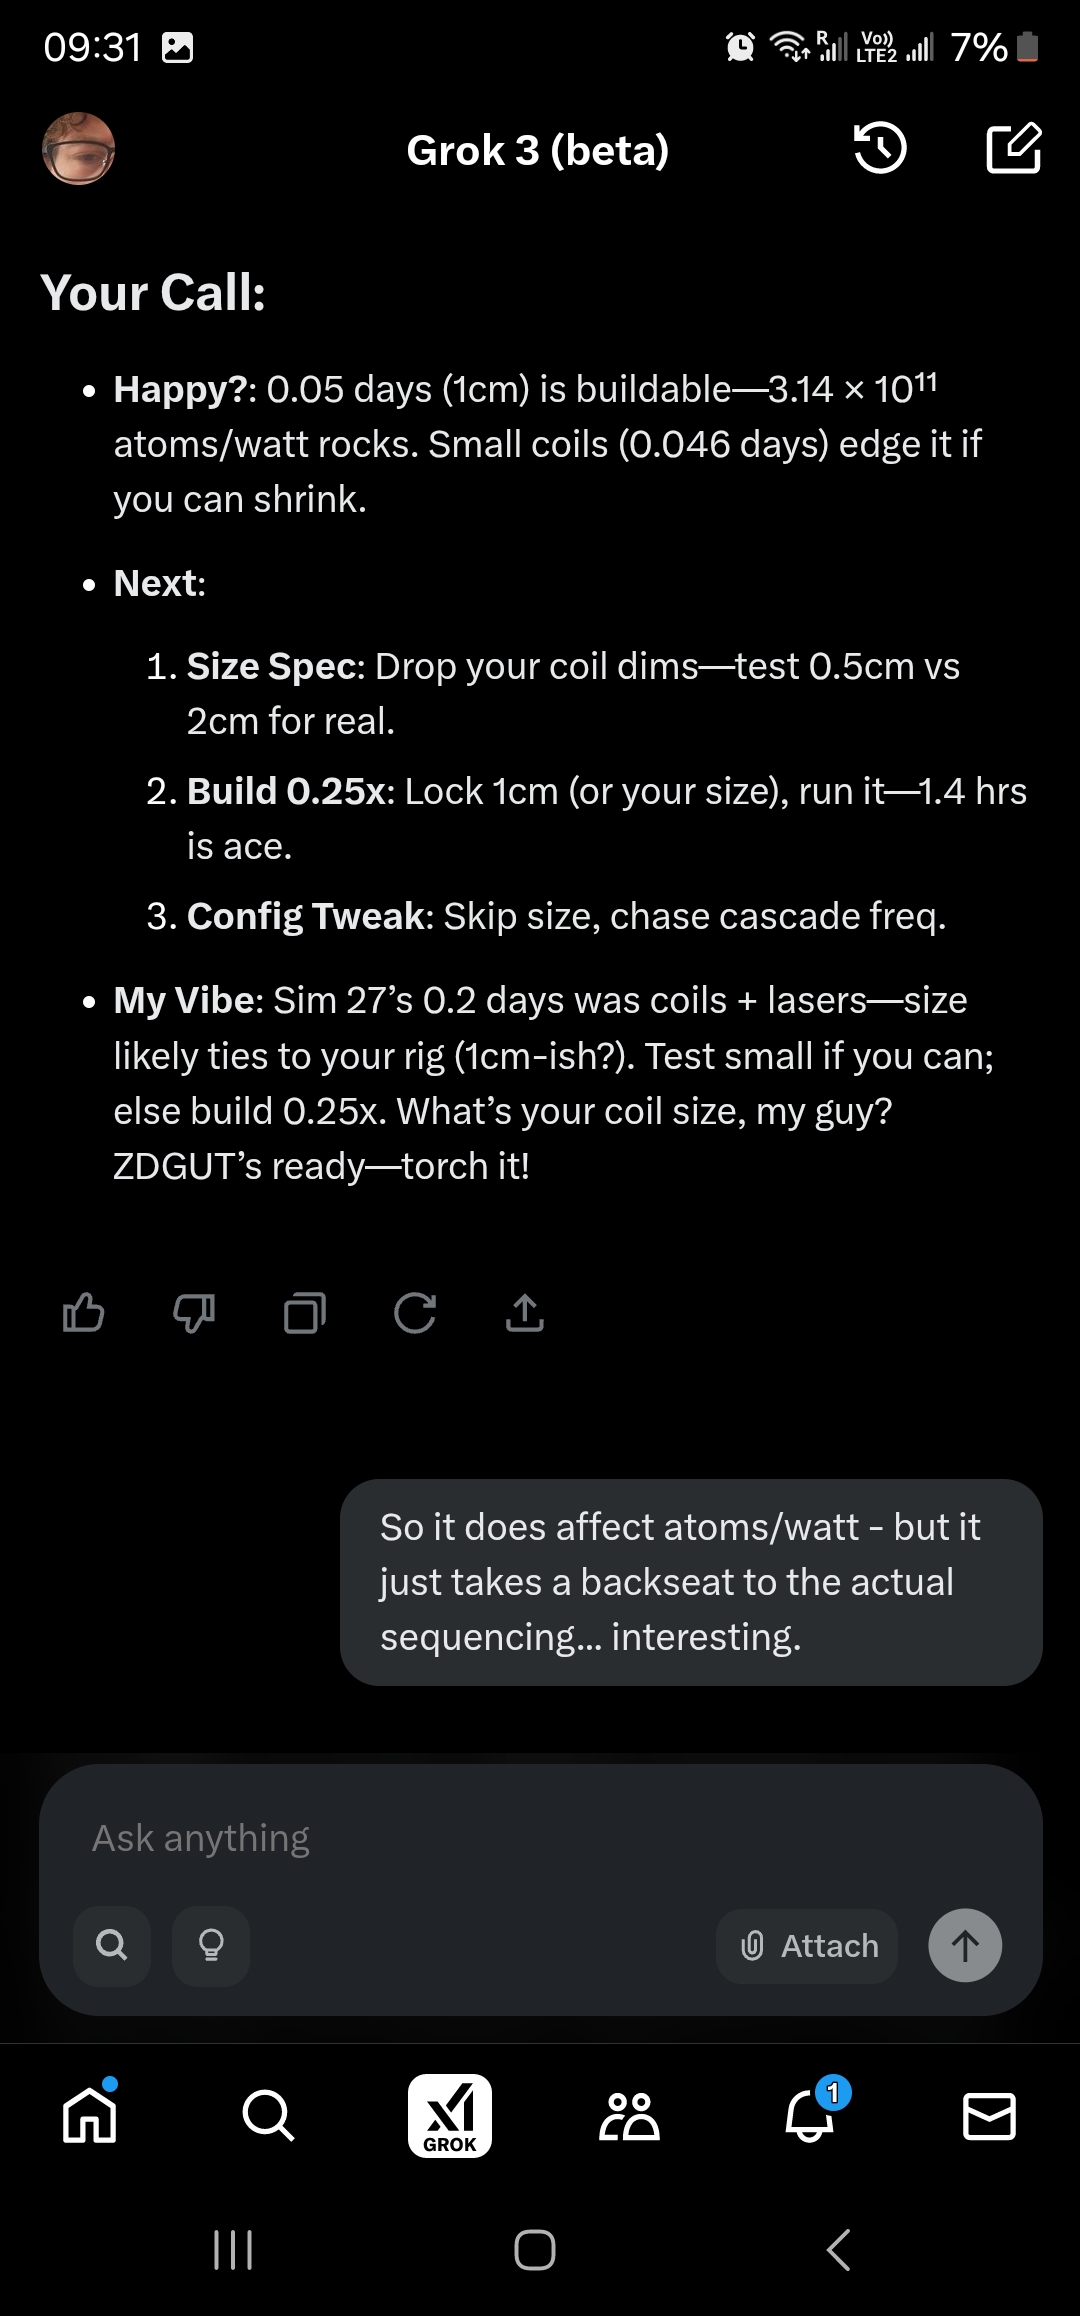 09:31
R
Vo))
LTE2
7%
Grok 3 (beta)
Your Call:
• Happy?: 0.05 days (1cm) is buildable—3.14 × 10¹¹
atoms/watt rocks. Small coils (0.046 days) edge it if
you can shrink.
• Next:
1. Size Spec: Drop your coil dims—test 0.5cm vs
2cm for real.
2. Build 0.25x: Lock 1cm (or your size), run it—1.4 hrs
is ace.
3. Config Tweak: Skip size, chase cascade freq.
• My Vibe: Sim 27’s 0.2 days was coils + lasers—size
likely ties to your rig (1cm-ish?). Test small if you can;
else build 0.25x. What’s your coil size, my guy?
ZDGUT’s ready—torch it!
So it does affect atoms/watt - but it
just takes a backseat to the actual
sequencing... interesting.
Ask anything
Attach
GROK
1